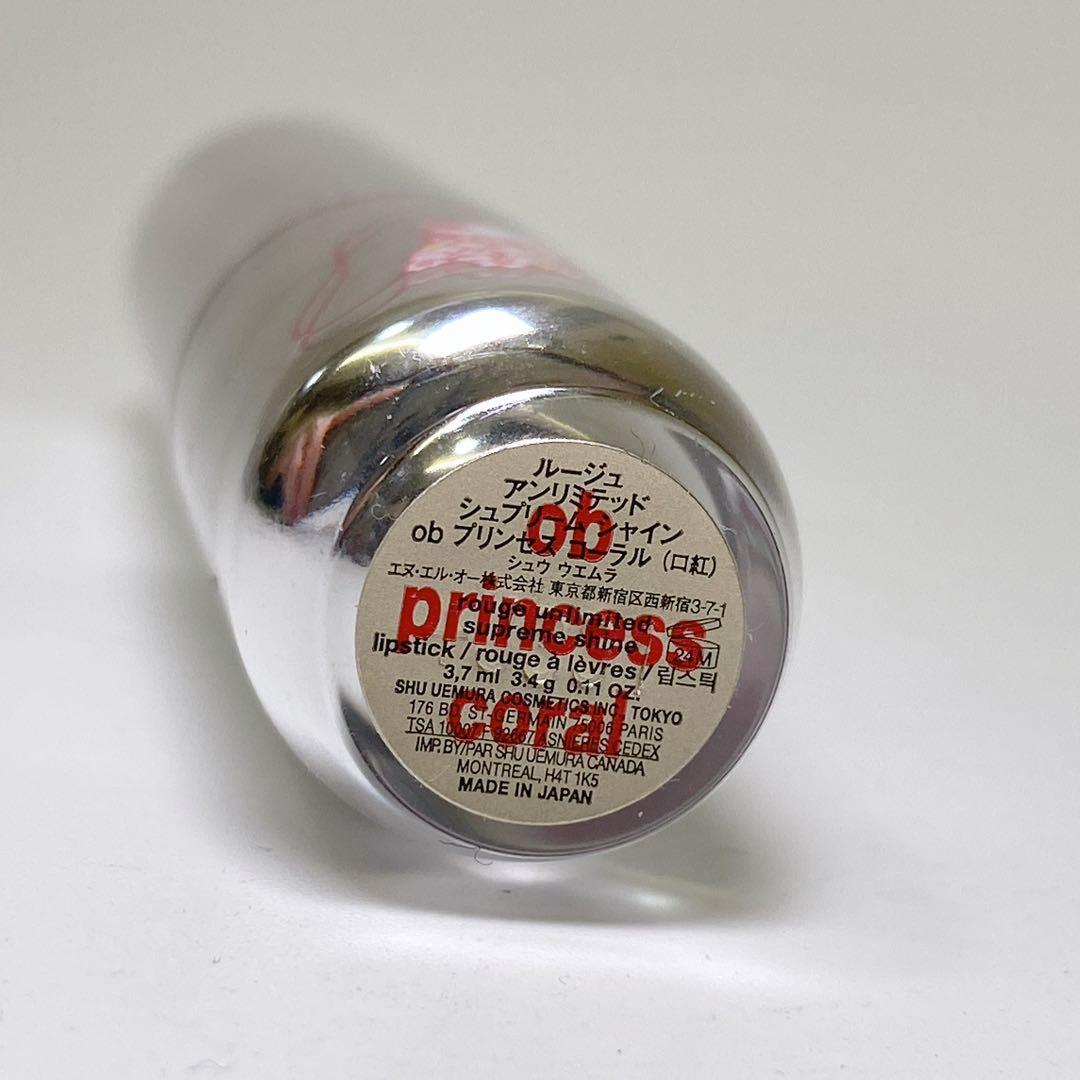 ルージュ
アンリミテッド
シュプリーム シャイン
ob プリンセス コーラル (口紅)
シュウ ウエムラ
エヌ・エル・オー株式会社 東京都新宿区西新宿3-7-1
ob
princess
coral
rouge unlimited
supreme shine
24M
lipstick / rouge à lèvres / 립스틱
3,7 ml 3.4 g 0.11 OZ.
SHU UEMURA COSMETICS INC. TOKYO
176 BD. ST-GERMAIN 75006 PARIS
TSA 10007 F-92667 ASNIERES CEDEX
IMP. BY/PAR SHU UEMURA CANADA
MONTREAL, H4T 1K5
MADE IN JAPAN